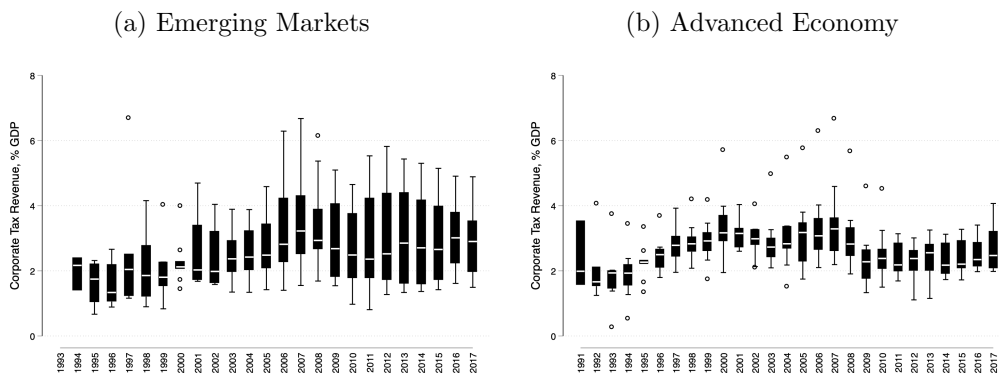 (a) Emerging Markets
(b) Advanced Economy
Corporate Tax Revenue, % GDP
8
6
4
2
0
1993 1994 1995 1996 1997 1998 1999 2000 2001 2002 2003 2004 2005 2006 2007 2008 2009 2010 2011 2012 2013 2014 2015 2016 2017
Corporate Tax Revenue, % GDP
8
6
4
2
0
1991 1992 1993 1994 1995 1996 1997 1998 1999 2000 2001 2002 2003 2004 2005 2006 2007 2008 2009 2010 2011 2012 2013 2014 2015 2016 2017